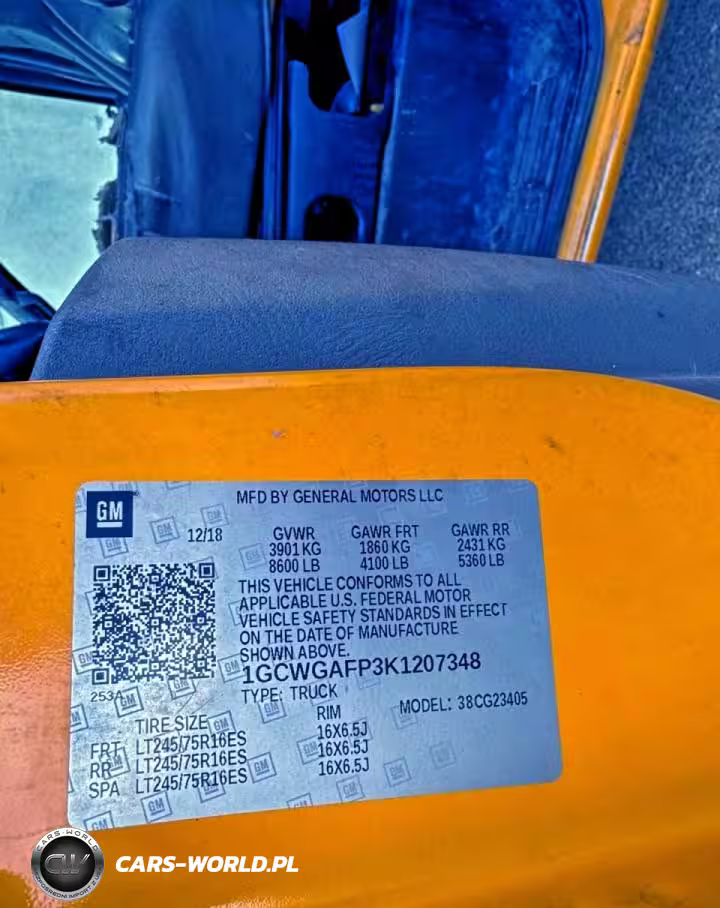 GM
MFD BY GENERAL MOTORS LLC
12/18
GVWR GAWR FRT GAWR RR
3901 KG 1860 KG 2431 KG
8600 LB 4100 LB 5360 LB
THIS VEHICLE CONFORMS TO ALL
APPLICABLE U.S. FEDERAL MOTOR
VEHICLE SAFETY STANDARDS IN EFFECT
ON THE DATE OF MANUFACTURE
SHOWN ABOVE.
1GCWGAFP3K1207348
253A
TYPE: TRUCK
MODEL: 38CG23405
TIRE SIZE RIM
FRT LT245/75R16ES 16X6.5J
RR LT245/75R16ES 16X6.5J
SPA LT245/75R16ES 16X6.5J
CARS-WORLD
CW
CARS-WORLD.PL